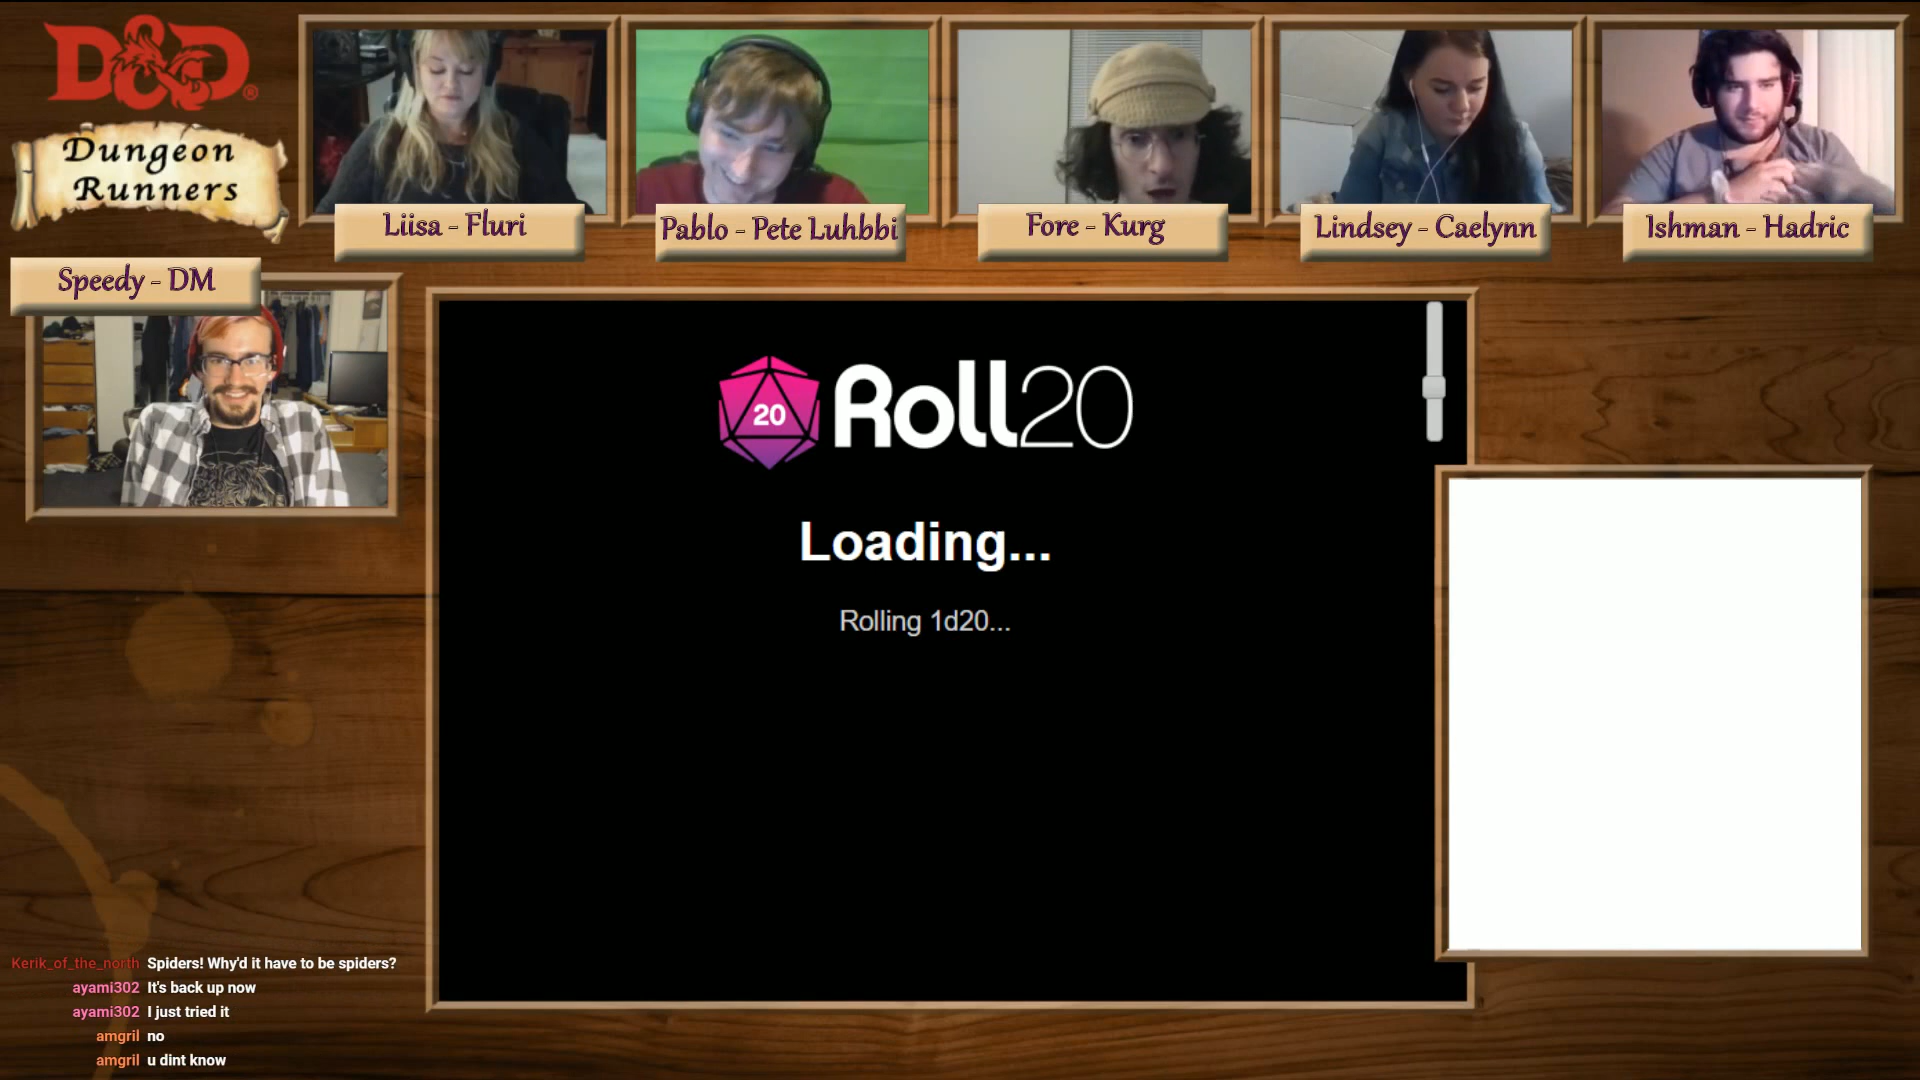 D&D®
Dungeon
Runners
Liisa - Fluri
Pablo - Pete Luhbbi
Fore - Kurg
Lindsey - Caelynn
Ishman - Hadric
Speedy - DM
20 Roll20
Loading...
Rolling 1d20...
Kerik_of_the_north Spiders! Why'd it have to be spiders?
ayami302 It's back up now
ayami302 I just tried it
amgril no
amgril u dint know